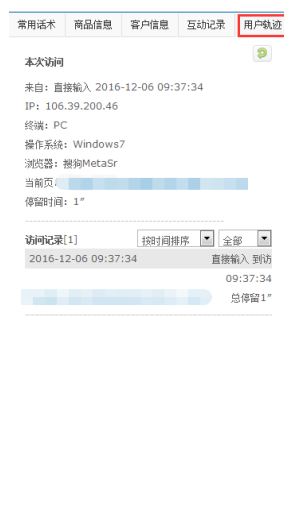 常用话术 商品信息 客户信息 互动记录 用户轨迹
本次访问
来自：直接输入 2016-12-06 09:37:34
IP：106.39.200.46
终端：PC
操作系统：Windows7
浏览器：搜狗MetaSr
当前页
停留时间：1″
访问记录[1] 按时间排序 全部
2016-12-06 09:37:34 直接输入 到访
09:37:34
总停留1″